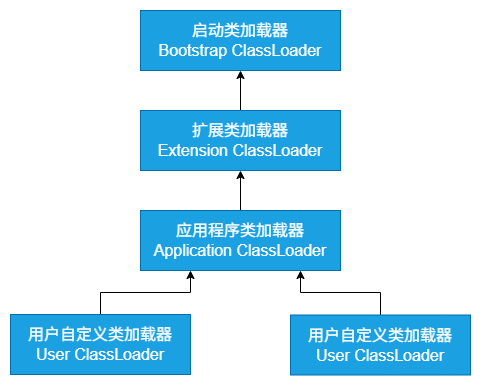 启动类加载器
Bootstrap ClassLoader
扩展类加载器
Extension ClassLoader
应用程序类加载器
Application ClassLoader
用户自定义类加载器
User ClassLoader
用户自定义类加载器
User ClassLoader